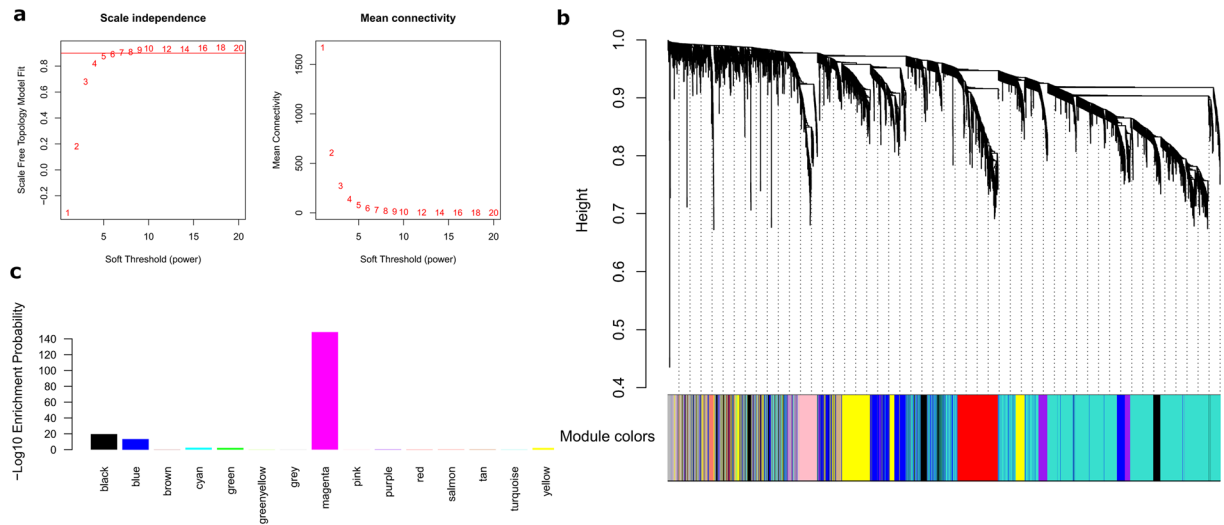 a
Scale independence
Scale Free Topology Model Fit
0.8
0.6
0.4
0.2
0.0
−0.2
1
2
3
4
5
6
7
8
9
10
12
14
16
18
20
5
10
15
20
Soft Threshold (power)
Mean connectivity
Mean Connectivity
1500
500
0
1
2
3
4
5
6
7
8
9
10
12
14
16
18
20
5
10
15
20
Soft Threshold (power)
b
Height
1.0
0.9
0.8
0.7
0.6
0.5
0.4
Module colors
c
−Log10 Enrichment Probability
140
120
100
80
60
40
20
0
black
blue
brown
cyan
green
greenyellow
grey
magenta
pink
purple
red
salmon
tan
turquoise
yellow